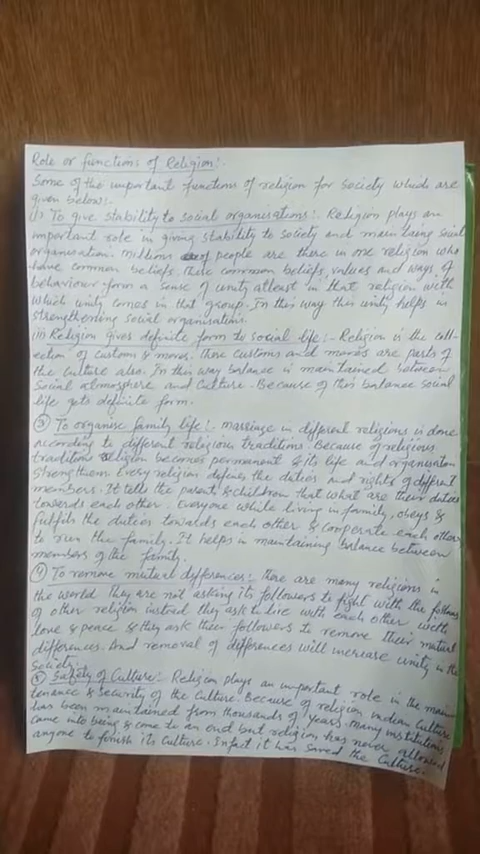 Role or functions of Religion:-
Some of the important functions of religion for society which are
given below:-
(i) To give stability to social organisations:- Religion plays an
important role in giving stability to society and maintaing social
organisation. Millions of people are there in one religion who
have common beliefs. These common beliefs, values and ways of
behaviour form a sense of unity atleast in that religion with
which unity comes in that group. In this way this unity helps in
strengthening social organisation.
(ii) Religion gives definite form to social life:- Religion is the coll-
ection of customs & mores. These customs and mores are parts of
the culture also. In this way balance is maintained between
Social atmosphere and Culture. Because of this balance social
life gets definite form.
(3) To organise family life:- marriage in different religions is done
According to different religious traditions. Because of religious
tradition religion becomes permanent & its life and organisation
strengthens. Every religion defines the duties and rights of different
members. It tells the parents & children that what are their duties
towards each other. Everyone while living in family, obeys &
fulfils the duties towards each other & cooperate each other
to run the family. It helps in maintaining balance between
members of the family.
(4) To remove mutual differences:- there are many religions in
the world. They are not asking its followers to fight with the follows
of other religion instead they ask to live with each other with
love & peace & they ask their followers to remove their mutual
differences. And removal of differences will increase unity in the
Society.
(5) Safety of Culture:- Religion plays an important role in the main-
tenance & security of the Culture. Because of religion indian Culture
has been maintained from thousands of years. Many institutions
came into being & come to an end but religion has never allowed
anyone to finish its Culture. Infact it has saved the Culture.